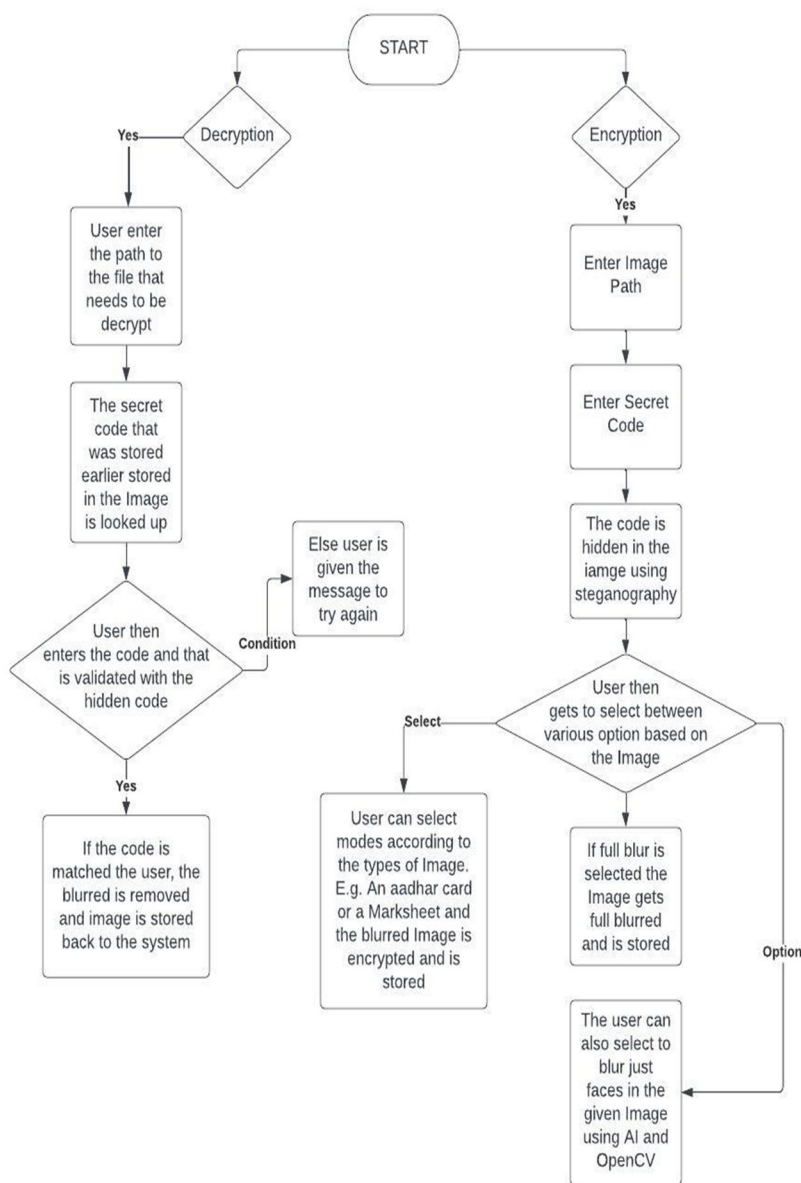 START
Decryption
Yes
User enter
the path to
the file that
needs to be
decrypt
The secret
code that
was stored
earlier stored
in the Image
is looked up
User then
enters the code and that
is validated with the
hidden code
Condition
Else user is
given the
message to
try again
Yes
If the code is
matched the user, the
blurred is removed
and image is stored
back to the system
Encryption
Yes
Enter Image
Path
Enter Secret
Code
The code is
hidden in the
iamge using
steganography
User then
gets to select between
various option based on
the Image
Select
User can select
modes according to
the types of Image.
E.g. An aadhar card
or a Marksheet and
the blurred Image is
encrypted and is
stored
If full blur is
selected the
Image gets
full blurred
and is stored
Option
The user can
also select to
blur just
faces in the
given Image
using AI and
OpenCV